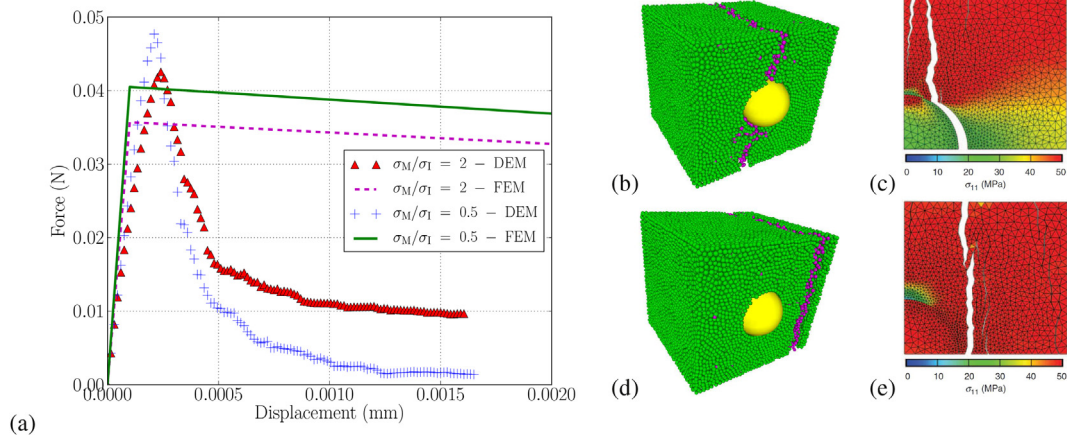 0.05
0.04
0.03
0.02
0.01
0.00
Force (N)
σM/σI = 2 − DEM
σM/σI = 2 − FEM
σM/σI = 0.5 − DEM
σM/σI = 0.5 − FEM
0.0000 0.0005 0.0010 0.0015 0.0020
Displacement (mm)
(a)
(b)
(c)
0 10 20 30 40 50
σ11 (MPa)
(d)
(e)
0 10 20 30 40 50
σ11 (MPa)